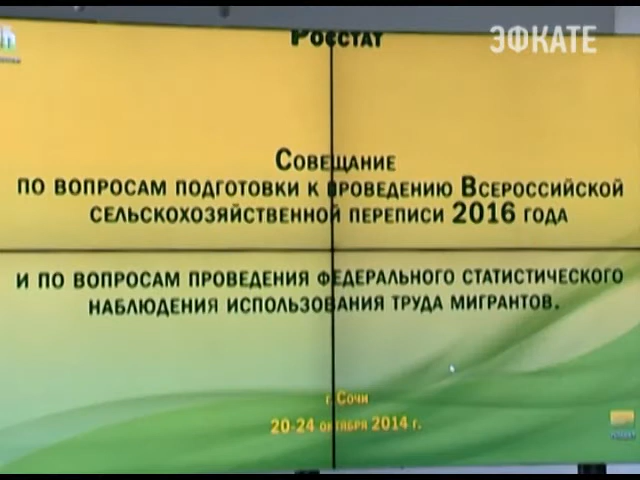 ЭФКАТЕ
РОССТАТ
СОВЕЩАНИЕ
ПО ВОПРОСАМ ПОДГОТОВКИ К ПРОВЕДЕНИЮ ВСЕРОССИЙСКОЙ
СЕЛЬСКОХОЗЯЙСТВЕННОЙ ПЕРЕПИСИ 2016 ГОДА
И ПО ВОПРОСАМ ПРОВЕДЕНИЯ ФЕДЕРАЛЬНОГО СТАТИСТИЧЕСКОГО
НАБЛЮДЕНИЯ ИСПОЛЬЗОВАНИЯ ТРУДА МИГРАНТОВ.
Г. СОЧИ
20-24 ОКТЯБРЯ 2014 Г.